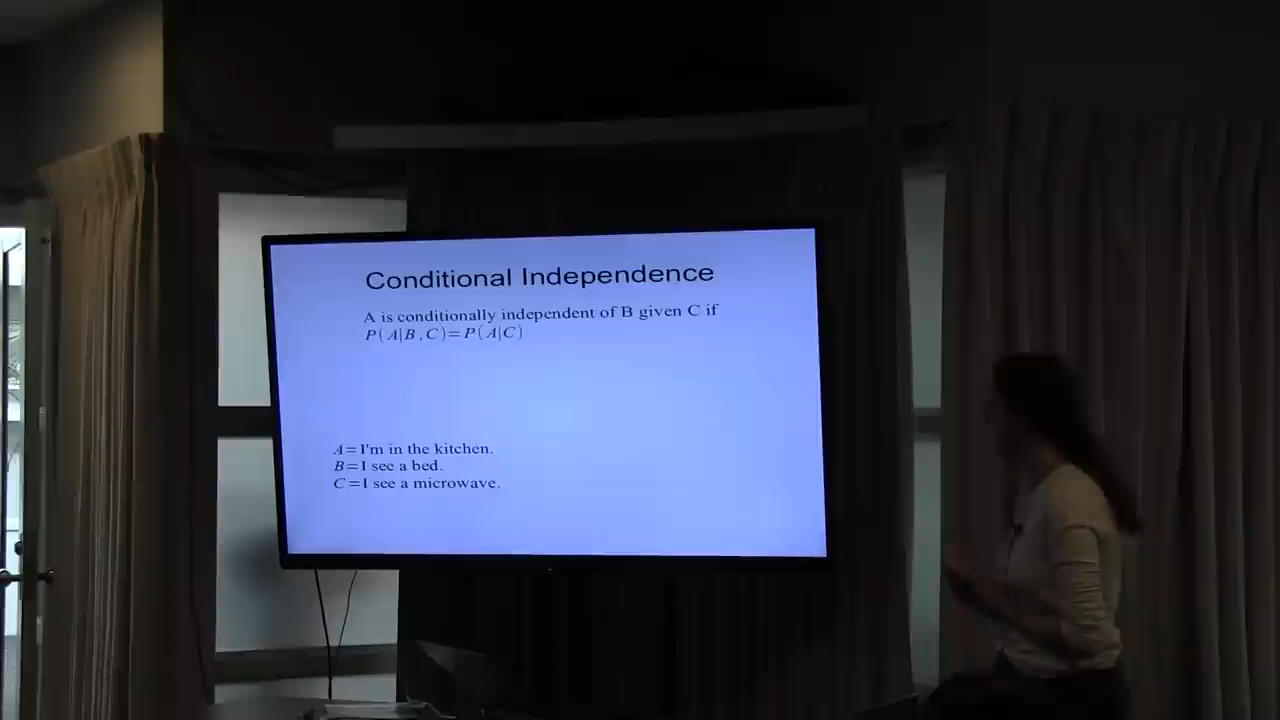 Conditional Independence
A is conditionally independent of B given C if
P(A|B,C)=P(A|C)
A=I'm in the kitchen.
B=I see a bed.
C=I see a microwave.